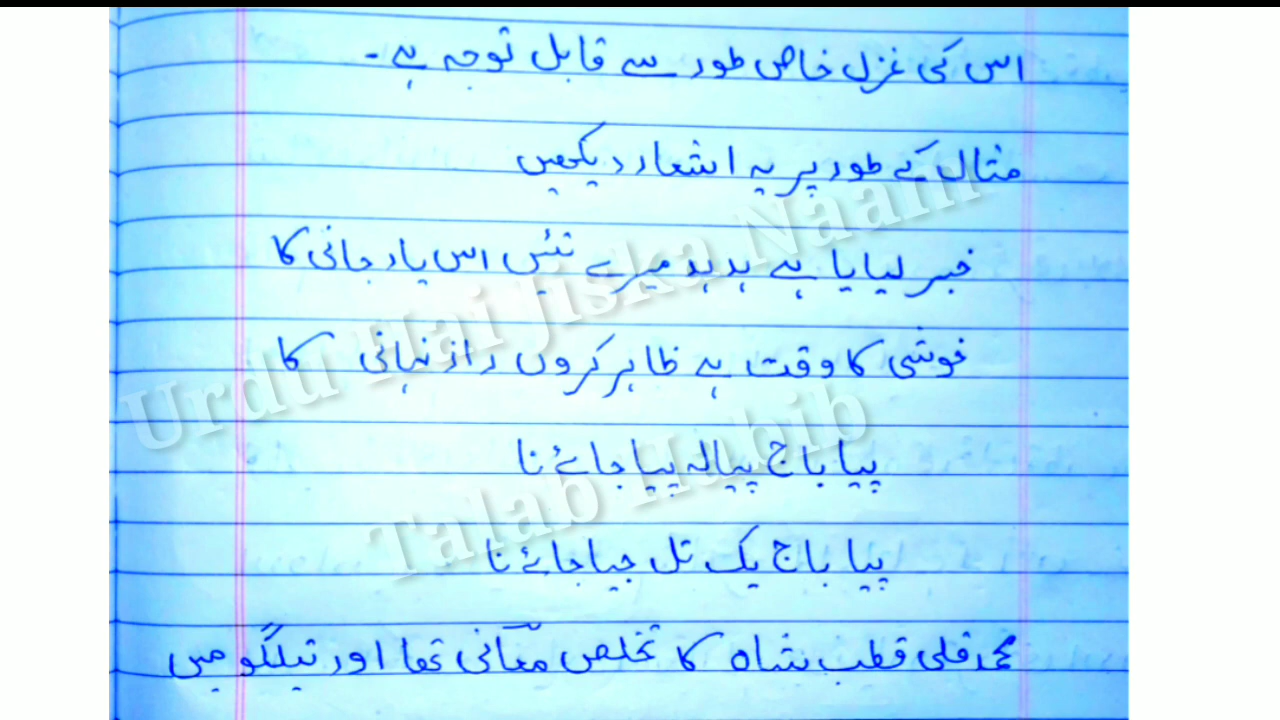 اس کی غزل خاص طور سے قابل توجہ ہے۔
مثال کے طور پر یہ اشعار دیکھیں
خبر لیایا ہے ہدہد میرے تئیں اس یار جانی کا
خوشی کا وقت ہے ظاہر کروں راز نہانی کا
پیا باج پیالہ پیا جائے نا
پیا باج یک تل جیا جائے نا
محمد قلی قطب شاہ کا تخلص معانی تھا اور تیلگو میں
Urdu Hai Jiska Naam
Talab Habib